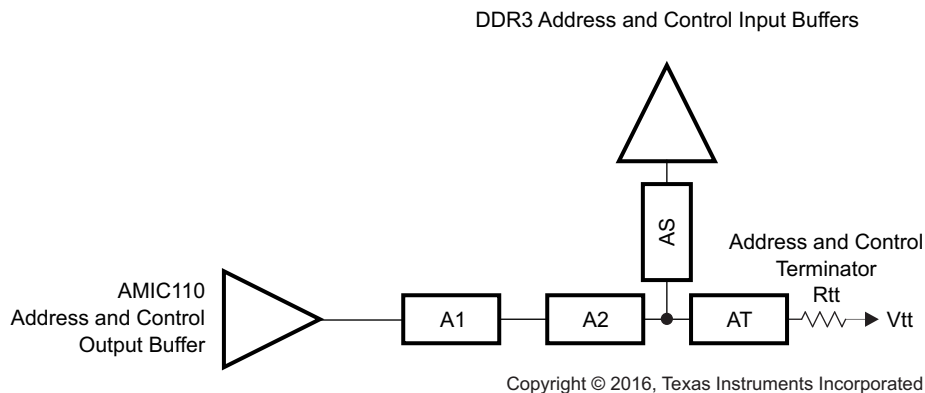 DDR3 Address and Control Input Buffers
AS
Address and Control
Terminator
Rtt
AMIC110
Address and Control
Output Buffer
A1
A2
AT
Vtt
Copyright © 2016, Texas Instruments Incorporated